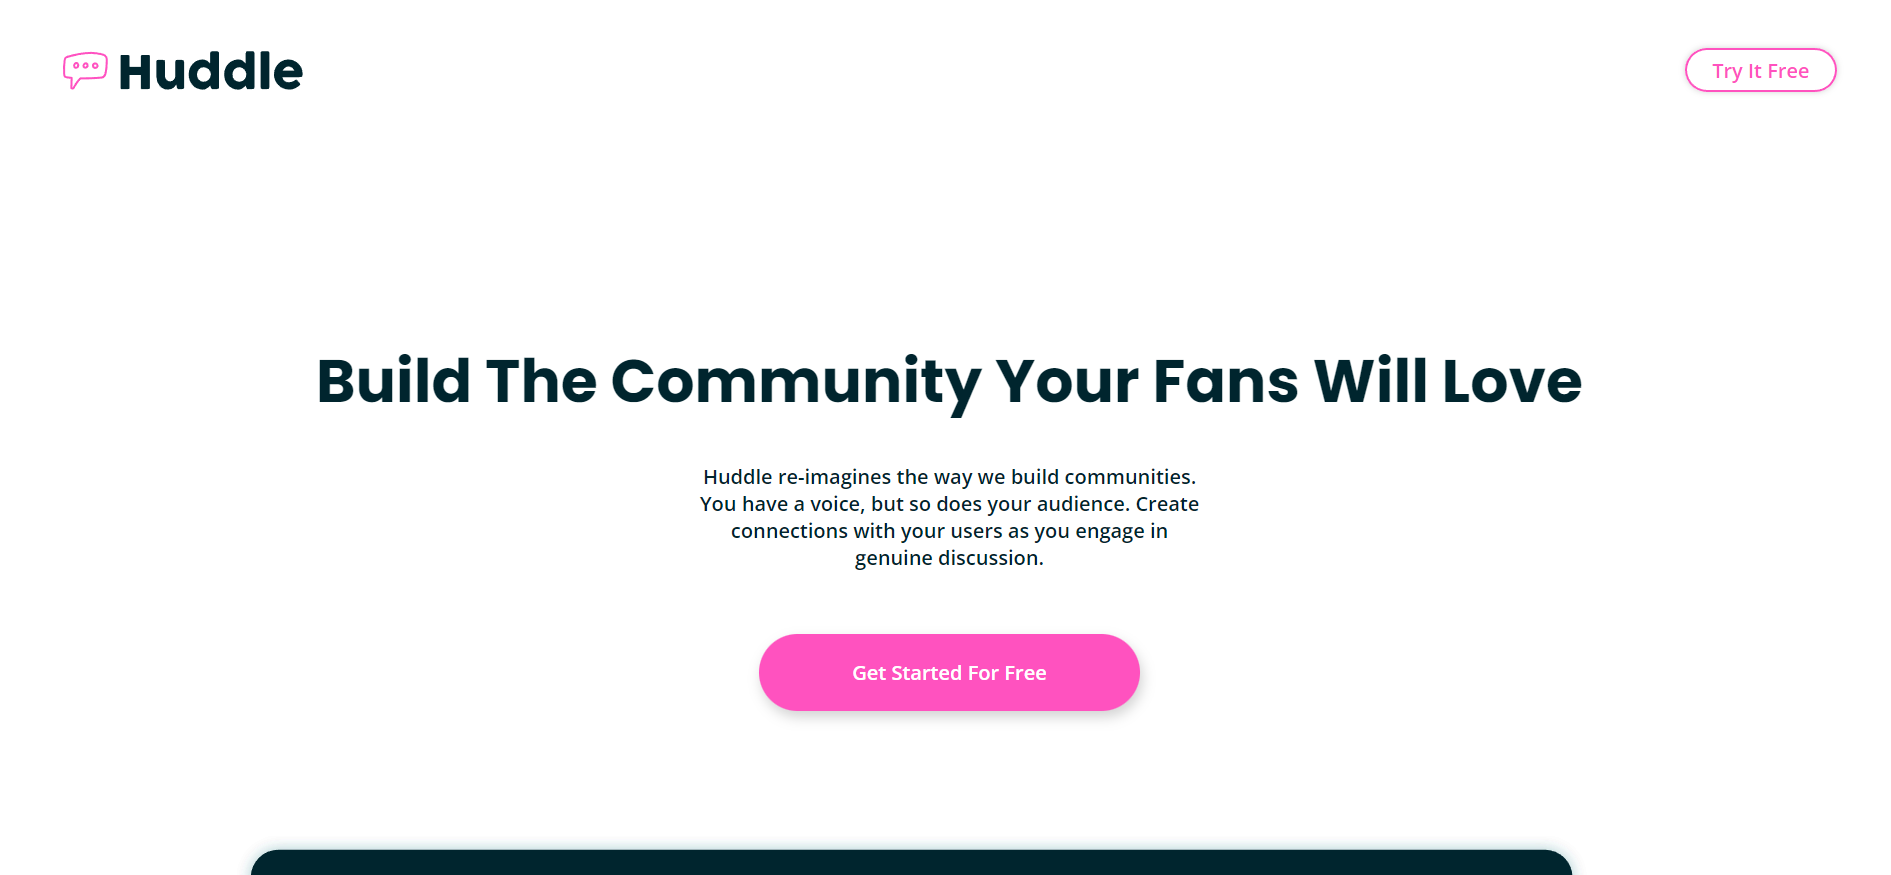 Huddle
Try It Free
Build The Community Your Fans Will Love
Huddle re-imagines the way we build communities.
You have a voice, but so does your audience. Create
connections with your users as you engage in
genuine discussion.
Get Started For Free